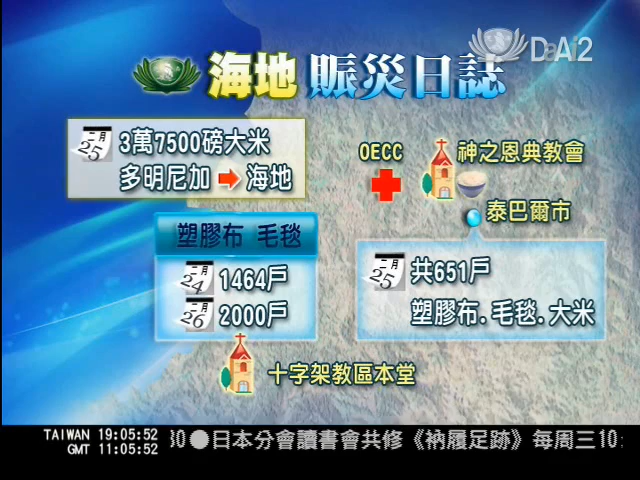 DaAi2
海地 賑災日誌
二月 25 3萬7500磅大米
多明尼加 海地
OECC
神之恩典教會
泰巴爾市
塑膠布 毛毯
二月 24 1464戶
二月 26 2000戶
二月 25 共651戶
塑膠布.毛毯.大米
十字架教區本堂
TAIWAN 19:05:52
GMT 11:05:52
30●日本分會讀書會共修《衲履足跡》每周三10: